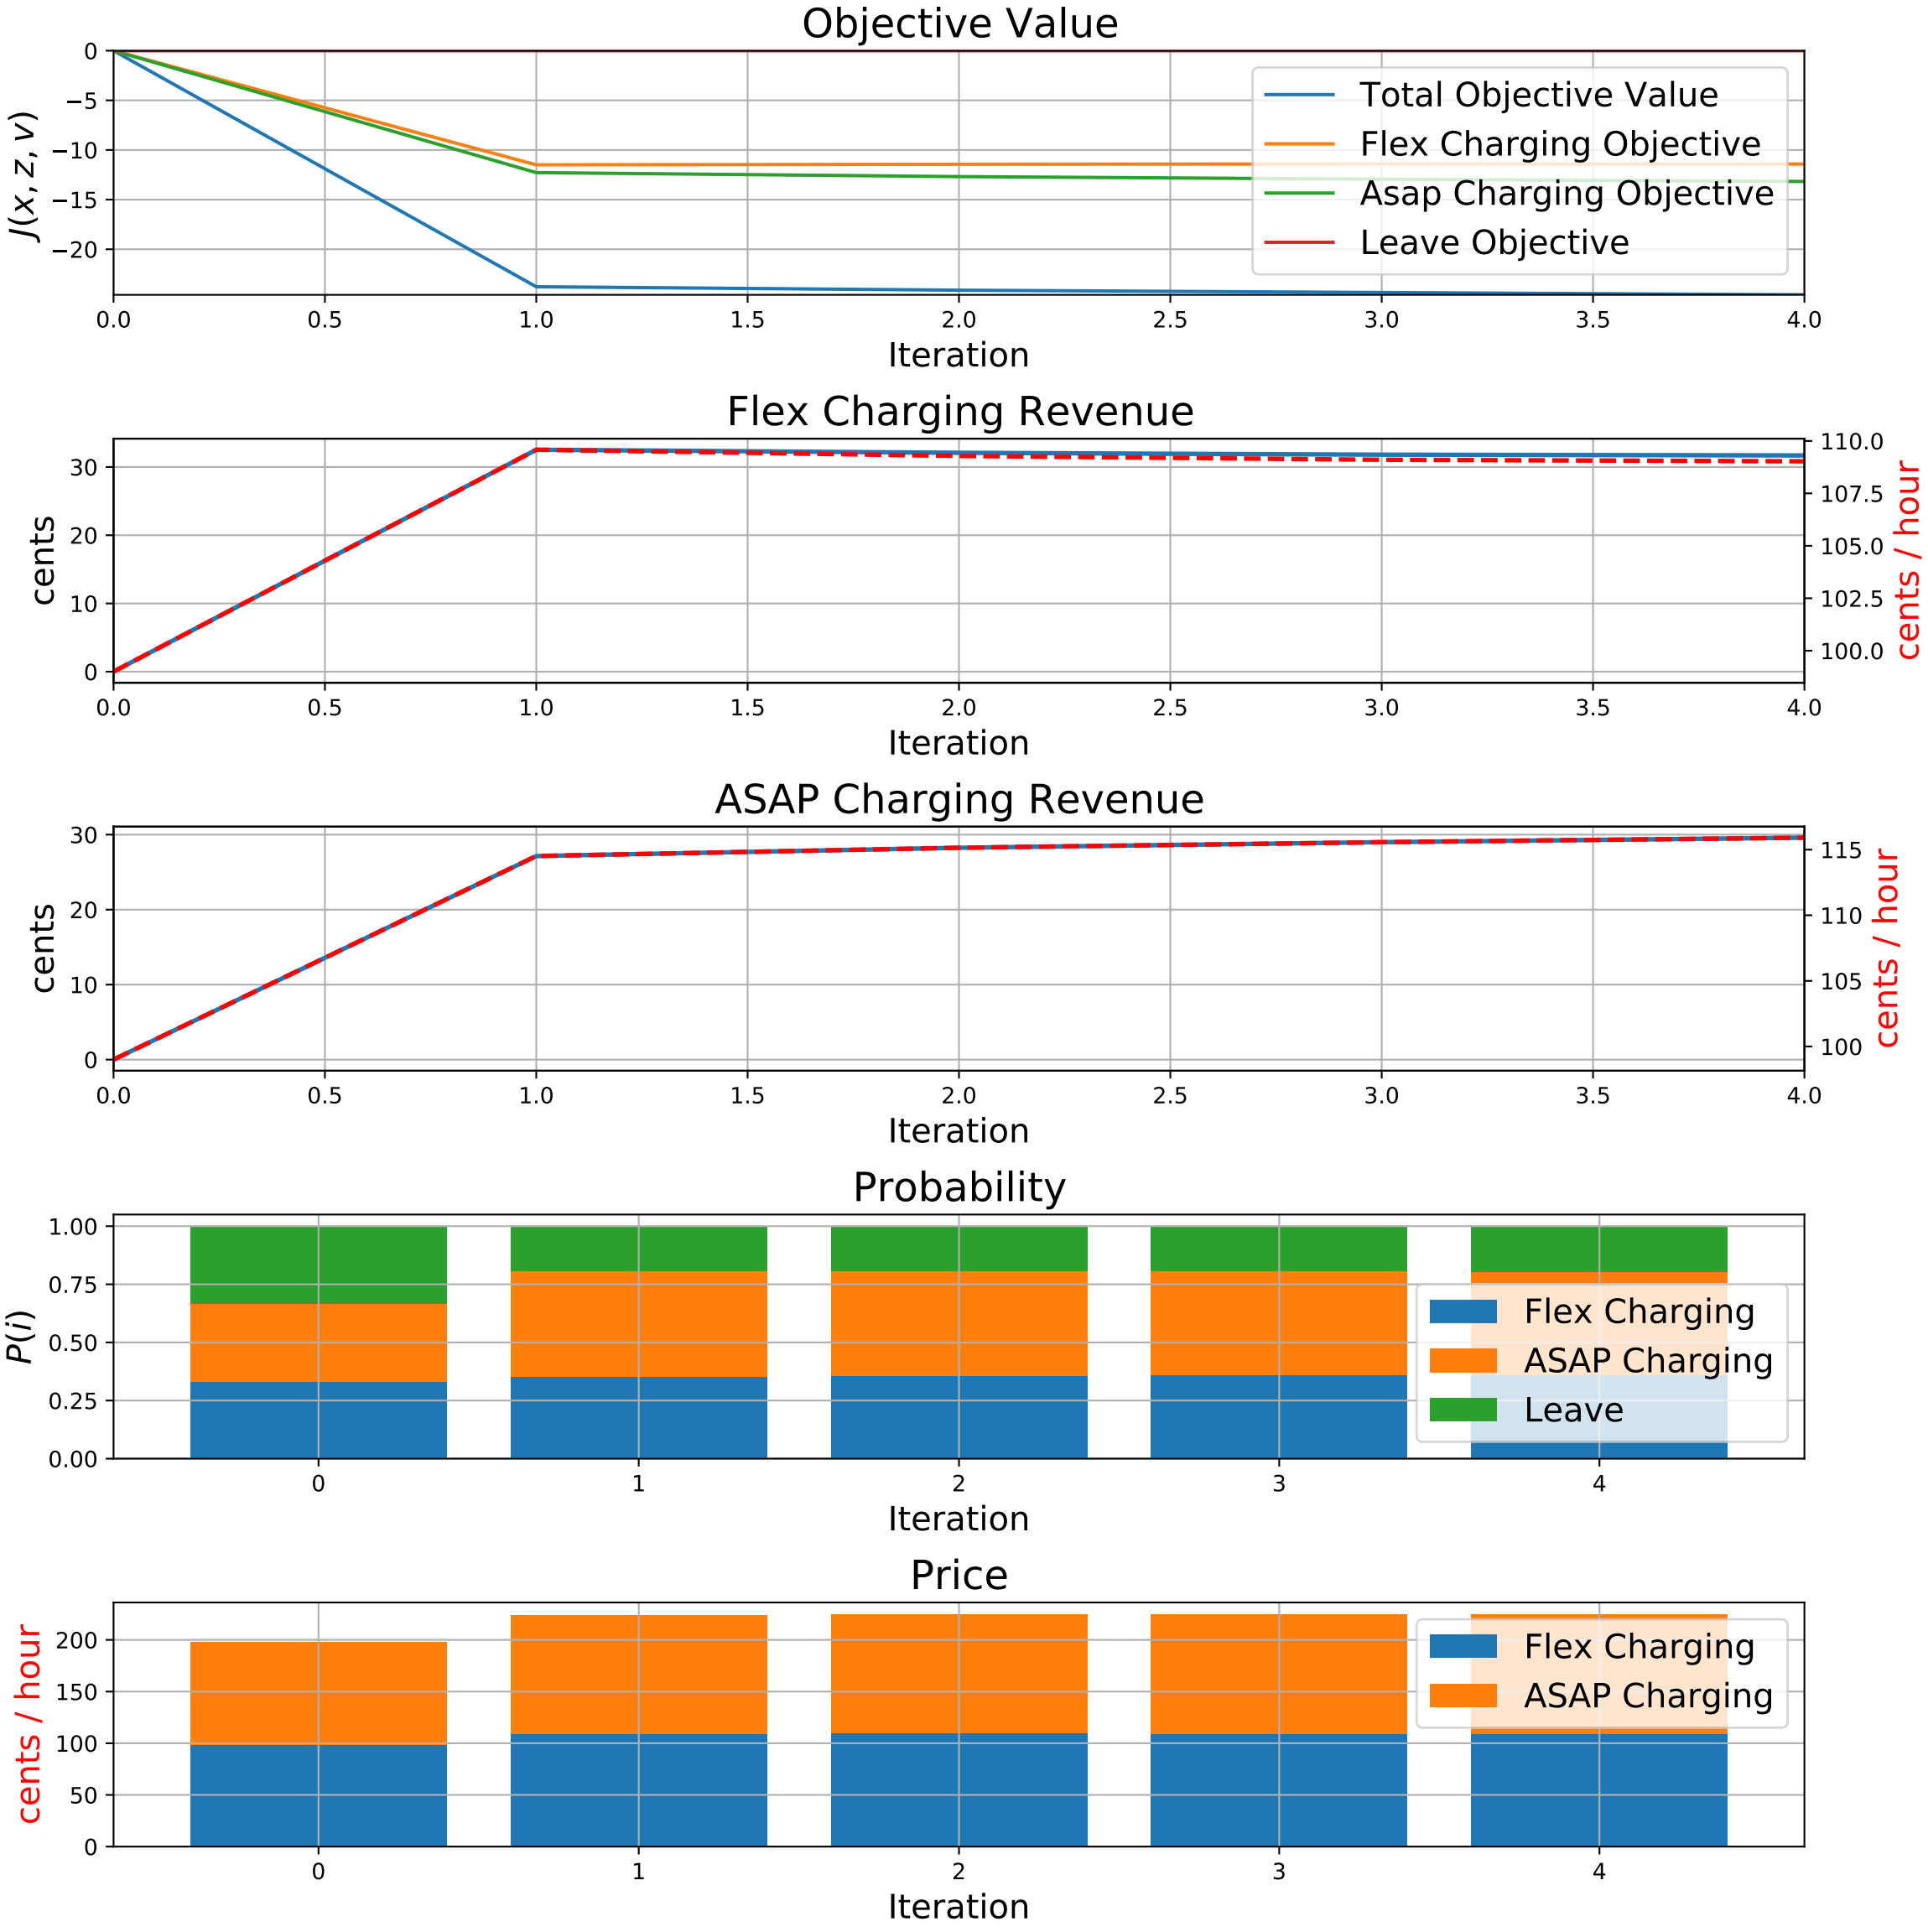 Objective Value
0
−5
−10
−15
−20
J(x, z, v)
Total Objective Value
Flex Charging Objective
Asap Charging Objective
Leave Objective
0.0 0.5 1.0 1.5 2.0 2.5 3.0 3.5 4.0
Iteration
Flex Charging Revenue
30
20
10
0
cents
110.0
107.5
105.0
102.5
100.0
cents / hour
0.0 0.5 1.0 1.5 2.0 2.5 3.0 3.5 4.0
Iteration
ASAP Charging Revenue
30
20
10
0
cents
115
110
105
100
cents / hour
0.0 0.5 1.0 1.5 2.0 2.5 3.0 3.5 4.0
Iteration
Probability
1.00
0.75
0.50
0.25
0.00
P(i)
Flex Charging
ASAP Charging
Leave
0 1 2 3 4
Iteration
Price
200
150
100
50
0
cents / hour
Flex Charging
ASAP Charging
0 1 2 3 4
Iteration